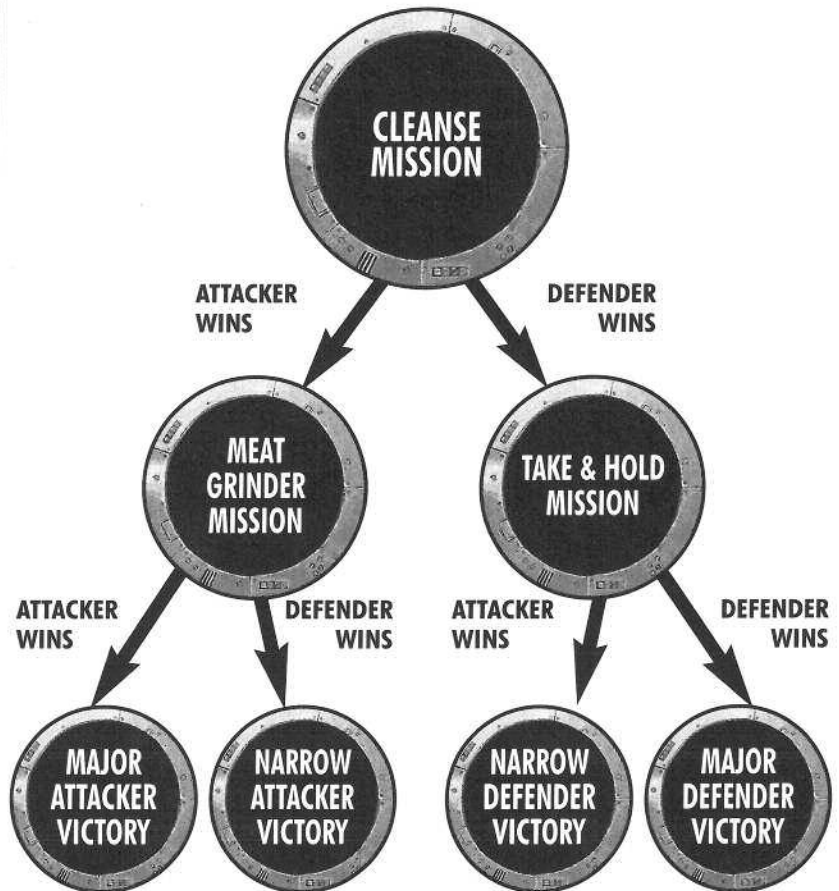 CLEANSE
MISSION
ATTACKER
WINS
DEFENDER
WINS
MEAT
GRINDER
MISSION
TAKE & HOLD
MISSION
ATTACKER
WINS
DEFENDER
WINS
ATTACKER
WINS
DEFENDER
WINS
MAJOR
ATTACKER
VICTORY
NARROW
ATTACKER
VICTORY
NARROW
DEFENDER
VICTORY
MAJOR
DEFENDER
VICTORY